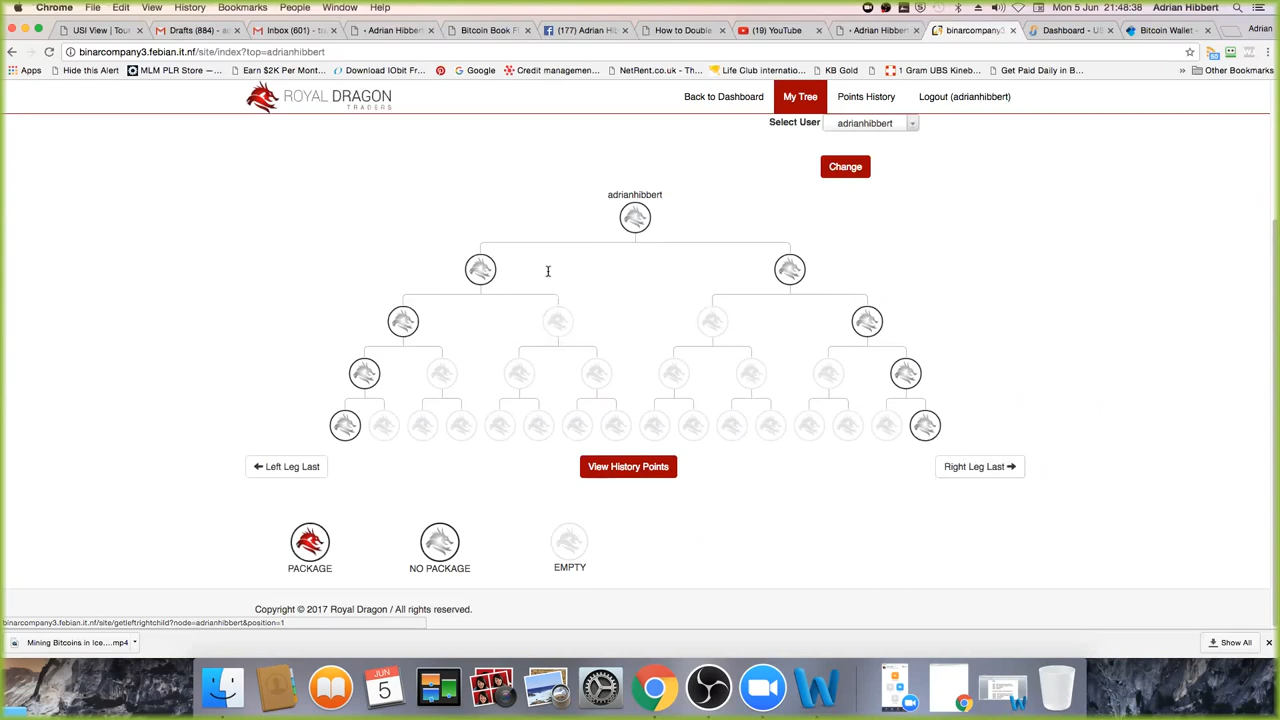 Chrome File Edit View History Bookmarks People Window Help Mon 5 Jun 21:48:38 Adrian Hibbert
USI View | Tour Drafts (884) - a Inbox (601) - tra • Adrian Hibber Bitcoin Book F (177) Adrian Hi How to Double (19) YouTube • Adrian Hibber binarcompany3 Dashboard - US Bitcoin Wallet - Adrian
binarcompany3.febian.it.nf/site/index?top=adrianhibbert
Apps Hide this Alert MLM PLR Store —... Earn $2K Per Mont... Download IObit Fr... Google Credit managemen... NetRent.co.uk - Th... Life Club internatio... KB Gold 1 Gram UBS Kineb... Get Paid Daily in B... » Other Bookmarks
ROYAL DRAGON
TRADERS
Back to Dashboard My Tree Points History Logout (adrianhibbert)
Select User adrianhibbert
Change
adrianhibbert
Left Leg Last View History Points Right Leg Last
PACKAGE NO PACKAGE EMPTY
Copyright © 2017 Royal Dragon / All rights reserved.
binarcompany3.febian.it.nf/site/getleftrightchild?node=adrianhibbert&position=1
Mining Bitcoins in Ice....mp4 Show All
JUN
5